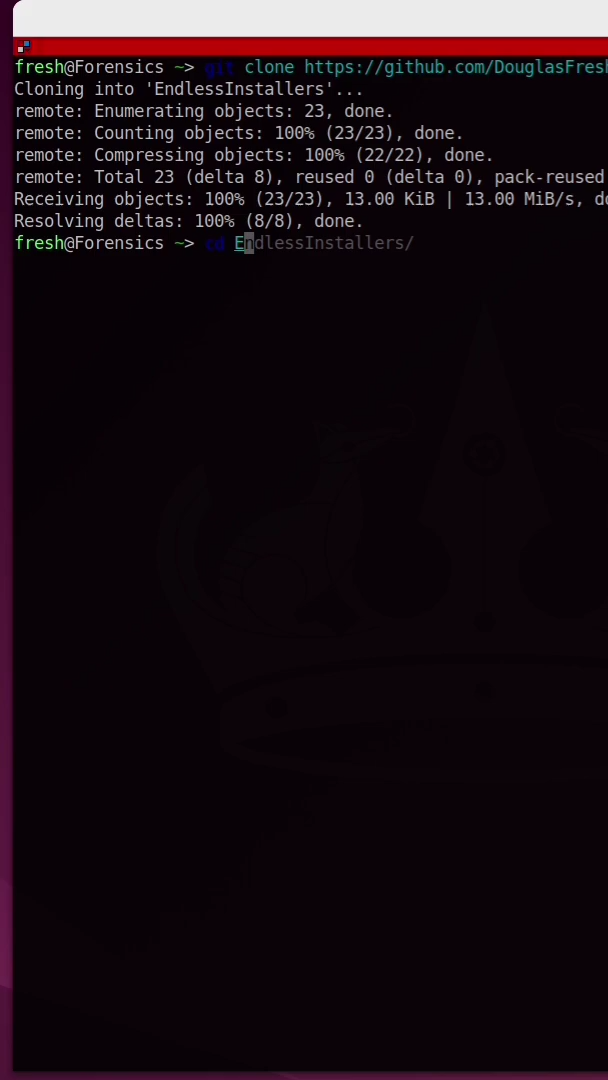 fresh@Forensics ~> git clone https://github.com/DouglasFresh
Cloning into 'EndlessInstallers'...
remote: Enumerating objects: 23, done.
remote: Counting objects: 100% (23/23), done.
remote: Compressing objects: 100% (22/22), done.
remote: Total 23 (delta 8), reused 0 (delta 0), pack-reused
Receiving objects: 100% (23/23), 13.00 KiB | 13.00 MiB/s, do
Resolving deltas: 100% (8/8), done.
fresh@Forensics ~> cd EndlessInstallers/